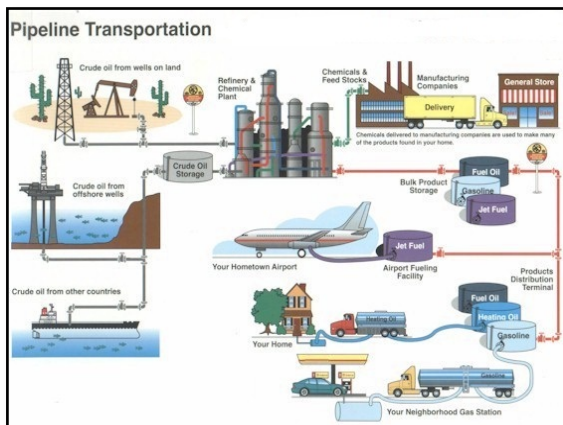 Pipeline Transportation
Crude oil from wells on land
Refinery &
Chemical
Plant
Chemicals &
Feed Stocks
Manufacturing
Companies
General Store
Delivery
Chemicals delivered to manufacturing companies are used to make many
of the products found in your home.
Crude Oil
Storage
Crude oil from
offshore wells
Bulk Product
Storage
Fuel Oil
Gasoline
Jet Fuel
Your Hometown Airport
Jet Fuel
Airport Fueling
Facility
Products
Distribution
Terminal
Crude oil from other countries
Fuel Oil
Heating Oil
Gasoline
Heating Oil
Your Home
Gasoline
Your Neighborhood Gas Station